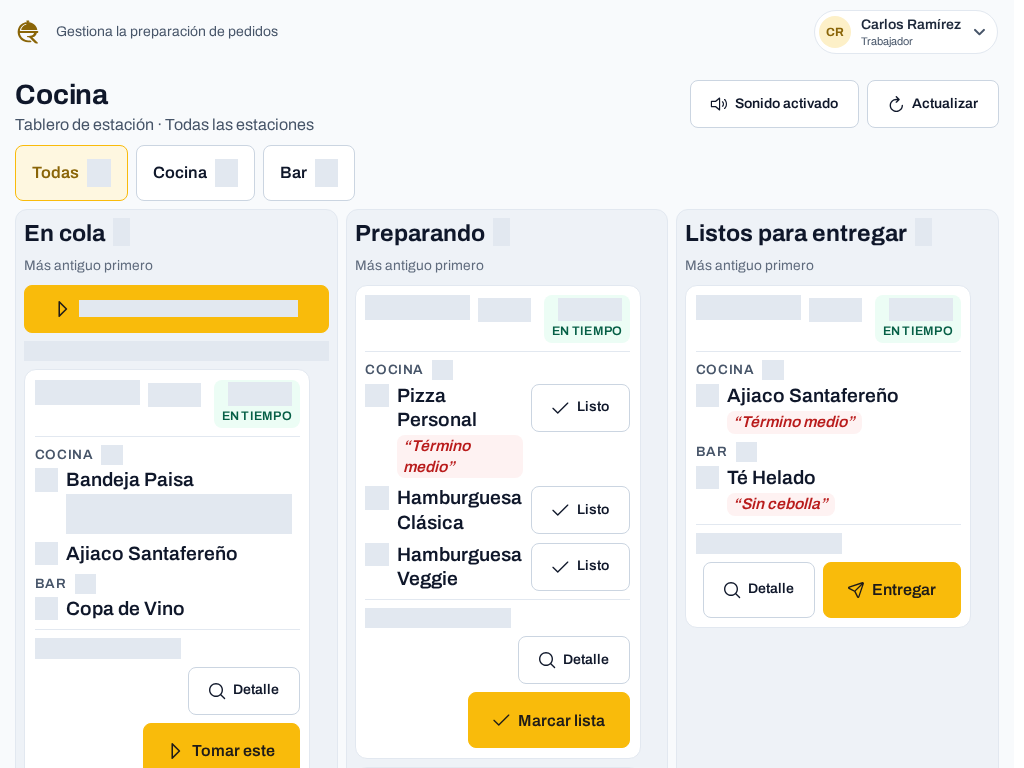 Gestiona la preparación de pedidos
CR
Carlos Ramírez
Trabajador
Cocina
Tablero de estación · Todas las estaciones
Sonido activado
Actualizar
Todas
Cocina
Bar
En cola
Más antiguo primero
EN TIEMPO
COCINA
Bandeja Paisa
Ajiaco Santafereño
BAR
Copa de Vino
Detalle
Tomar este
Preparando
Más antiguo primero
EN TIEMPO
COCINA
Pizza
Personal
“Término
medio”
Listo
Hamburguesa
Clásica
Listo
Hamburguesa
Veggie
Listo
Detalle
Marcar lista
Listos para entregar
Más antiguo primero
EN TIEMPO
COCINA
Ajiaco Santafereño
“Término medio”
BAR
Té Helado
“Sin cebolla”
Detalle
Entregar